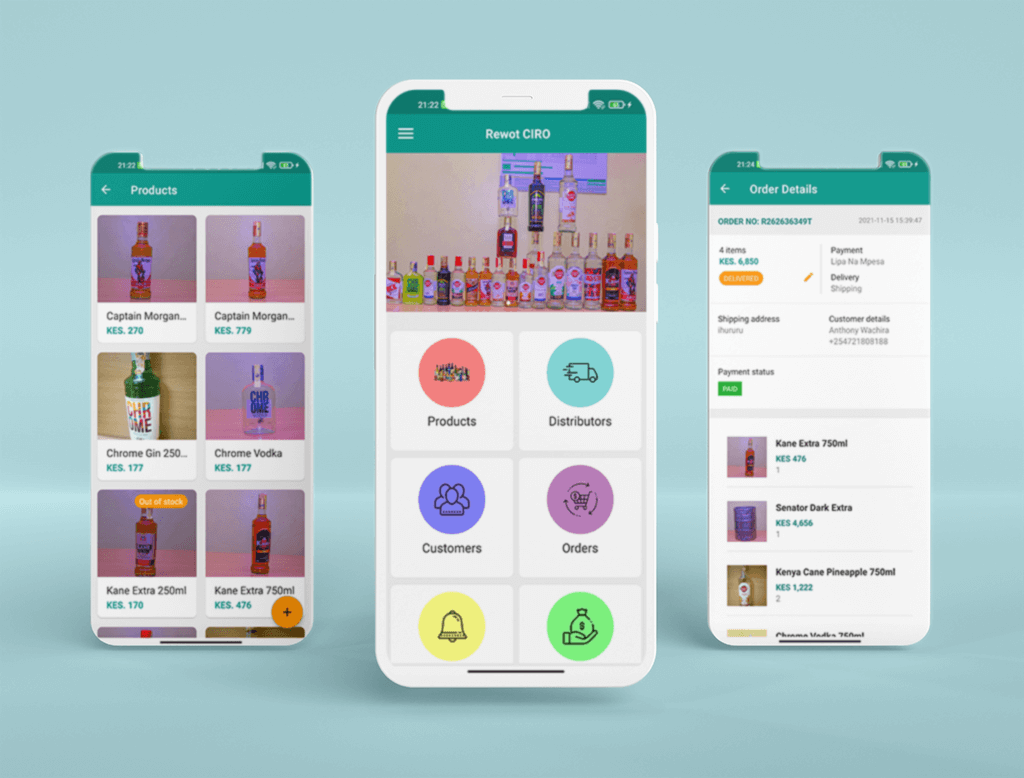 21:22
Products
Captain Morgan...
KES. 270
Captain Morgan...
KES. 779
CHR
OME
Chrome Gin 250...
KES. 177
CHR
OME
Chrome Vodka
KES. 177
Out of stock
Kane Extra 250ml
KES. 170
Kane Extra 750ml
KES. 476
+
21:22
Rewot CIRO
Products
Distributors
Customers
Orders
21:24
Order Details
ORDER NO: R262636349T
2021-11-15 15:39:47
4 items
KES. 6,850
DELIVERED
Payment
Lipa Na Mpesa
Delivery
Shipping
Shipping address
ihururu
Customer details
Anthony Wachira
+254721808188
Payment status
PAID
Kane Extra 750ml
KES 476
1
Senator Dark Extra
KES 4,656
1
Kenya Cane Pineapple 750ml
KES 1,222
2
Chrome Vodka 750ml